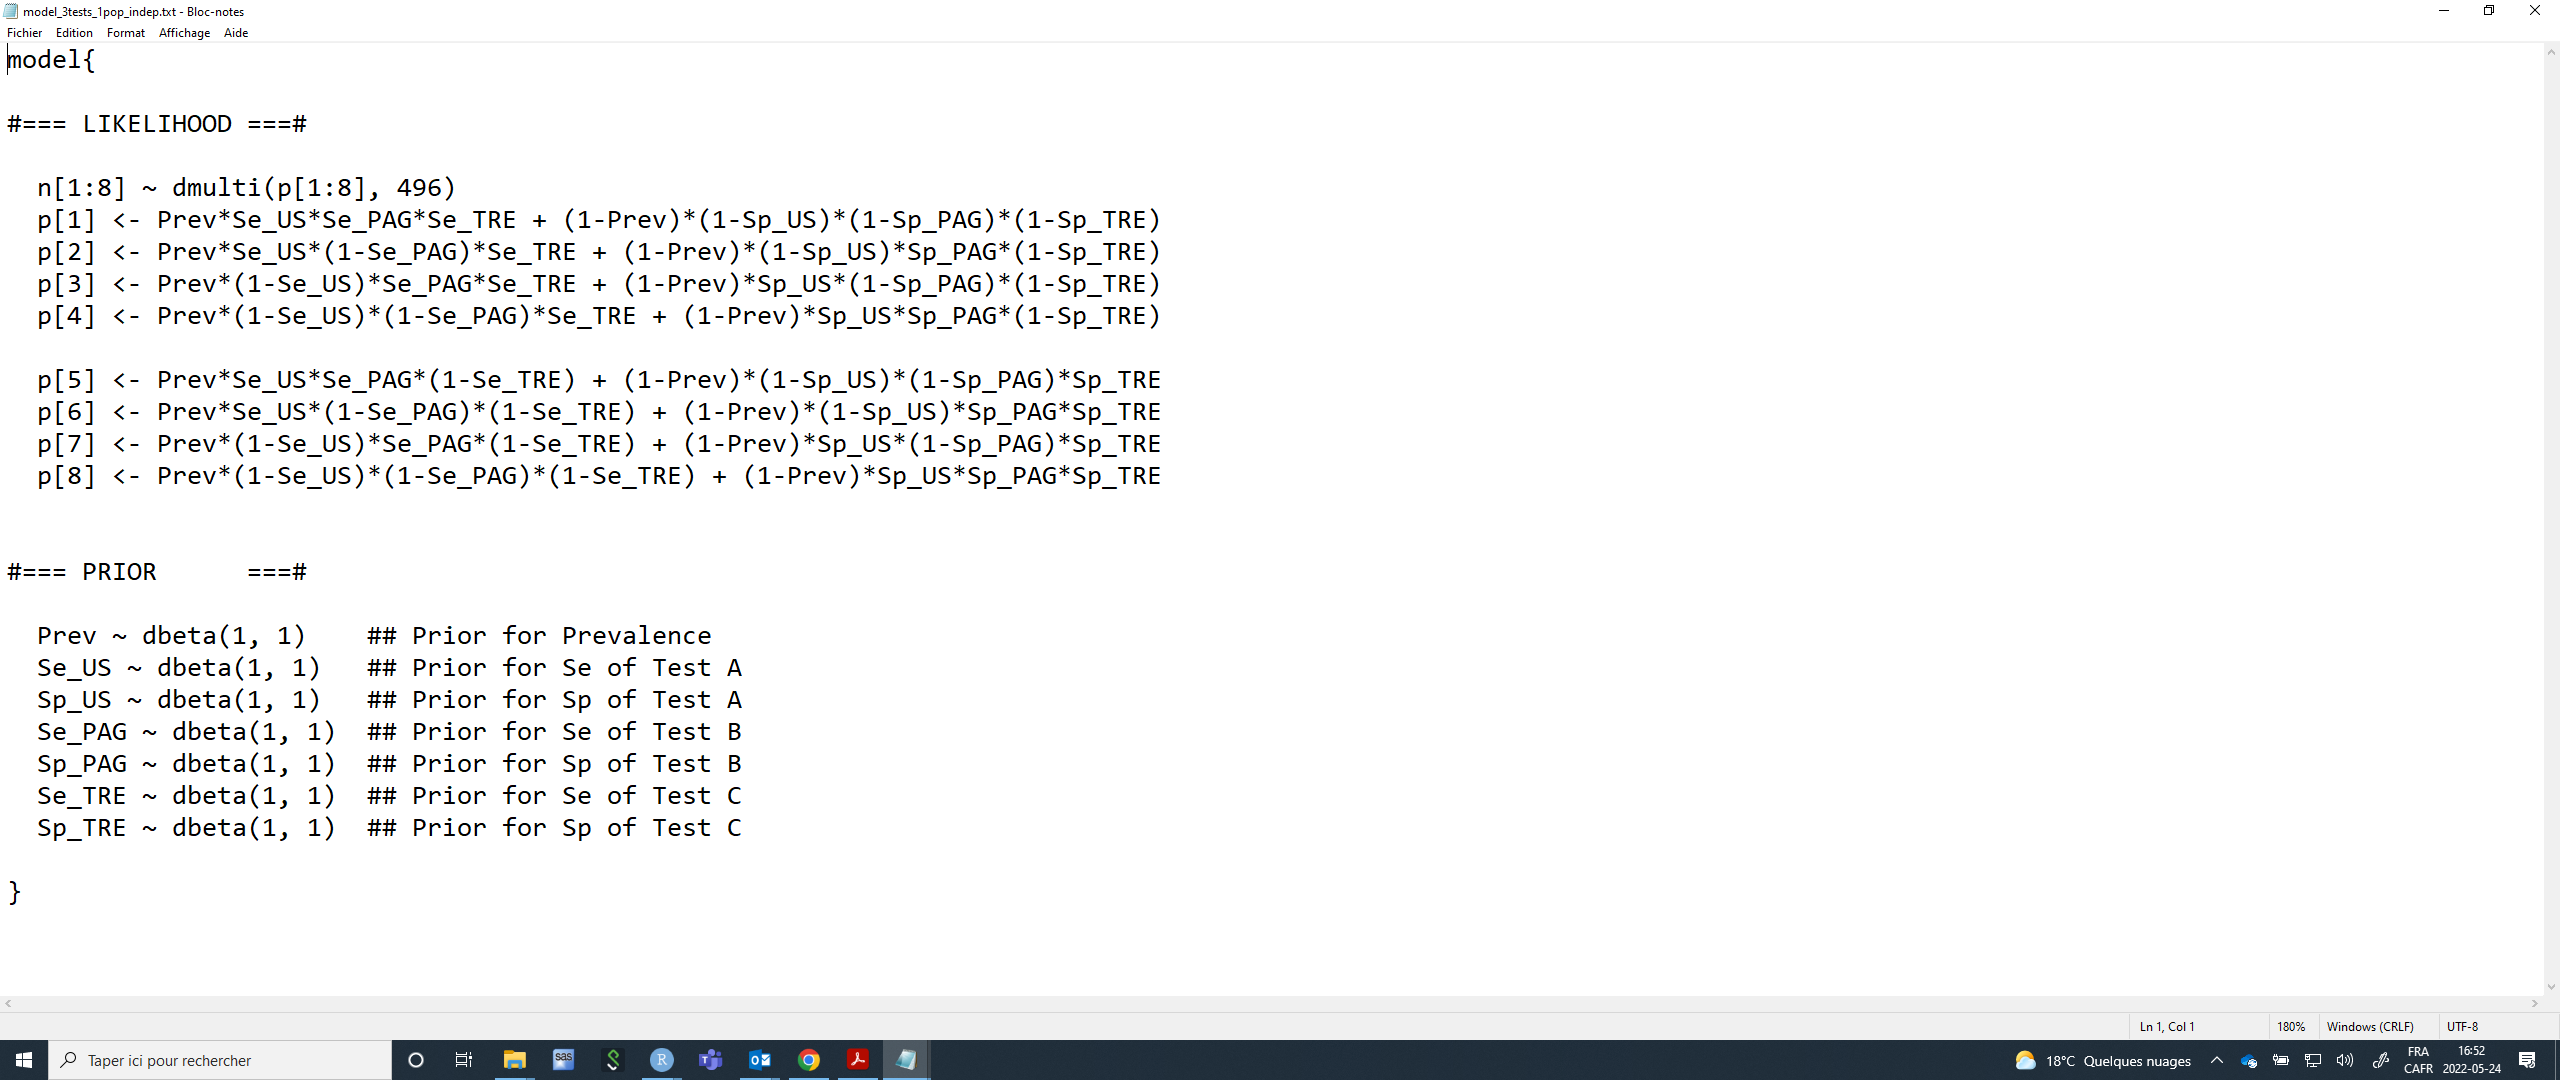 model_3tests_1pop_indep.txt - Bloc-notes
Fichier Edition Format Affichage Aide
model{
#=== LIKELIHOOD ===#
n[1:8] ~ dmulti(p[1:8], 496)
p[1] <- Prev*Se_US*Se_PAG*Se_TRE + (1-Prev)*(1-Sp_US)*(1-Sp_PAG)*(1-Sp_TRE)
p[2] <- Prev*Se_US*(1-Se_PAG)*Se_TRE + (1-Prev)*(1-Sp_US)*Sp_PAG*(1-Sp_TRE)
p[3] <- Prev*(1-Se_US)*Se_PAG*Se_TRE + (1-Prev)*Sp_US*(1-Sp_PAG)*(1-Sp_TRE)
p[4] <- Prev*(1-Se_US)*(1-Se_PAG)*Se_TRE + (1-Prev)*Sp_US*Sp_PAG*(1-Sp_TRE)
p[5] <- Prev*Se_US*Se_PAG*(1-Se_TRE) + (1-Prev)*(1-Sp_US)*(1-Sp_PAG)*Sp_TRE
p[6] <- Prev*Se_US*(1-Se_PAG)*(1-Se_TRE) + (1-Prev)*(1-Sp_US)*Sp_PAG*Sp_TRE
p[7] <- Prev*(1-Se_US)*Se_PAG*(1-Se_TRE) + (1-Prev)*Sp_US*(1-Sp_PAG)*Sp_TRE
p[8] <- Prev*(1-Se_US)*(1-Se_PAG)*(1-Se_TRE) + (1-Prev)*Sp_US*Sp_PAG*Sp_TRE
#=== PRIOR ===#
Prev ~ dbeta(1, 1) ## Prior for Prevalence
Se_US ~ dbeta(1, 1) ## Prior for Se of Test A
Sp_US ~ dbeta(1, 1) ## Prior for Sp of Test A
Se_PAG ~ dbeta(1, 1) ## Prior for Se of Test B
Sp_PAG ~ dbeta(1, 1) ## Prior for Sp of Test B
Se_TRE ~ dbeta(1, 1) ## Prior for Se of Test C
Sp_TRE ~ dbeta(1, 1) ## Prior for Sp of Test C
}
Ln 1, Col 1 180% Windows (CRLF) UTF-8
Taper ici pour rechercher
sas
R
T
18°C Quelques nuages
FRA
CAFR
16:52
2022-05-24